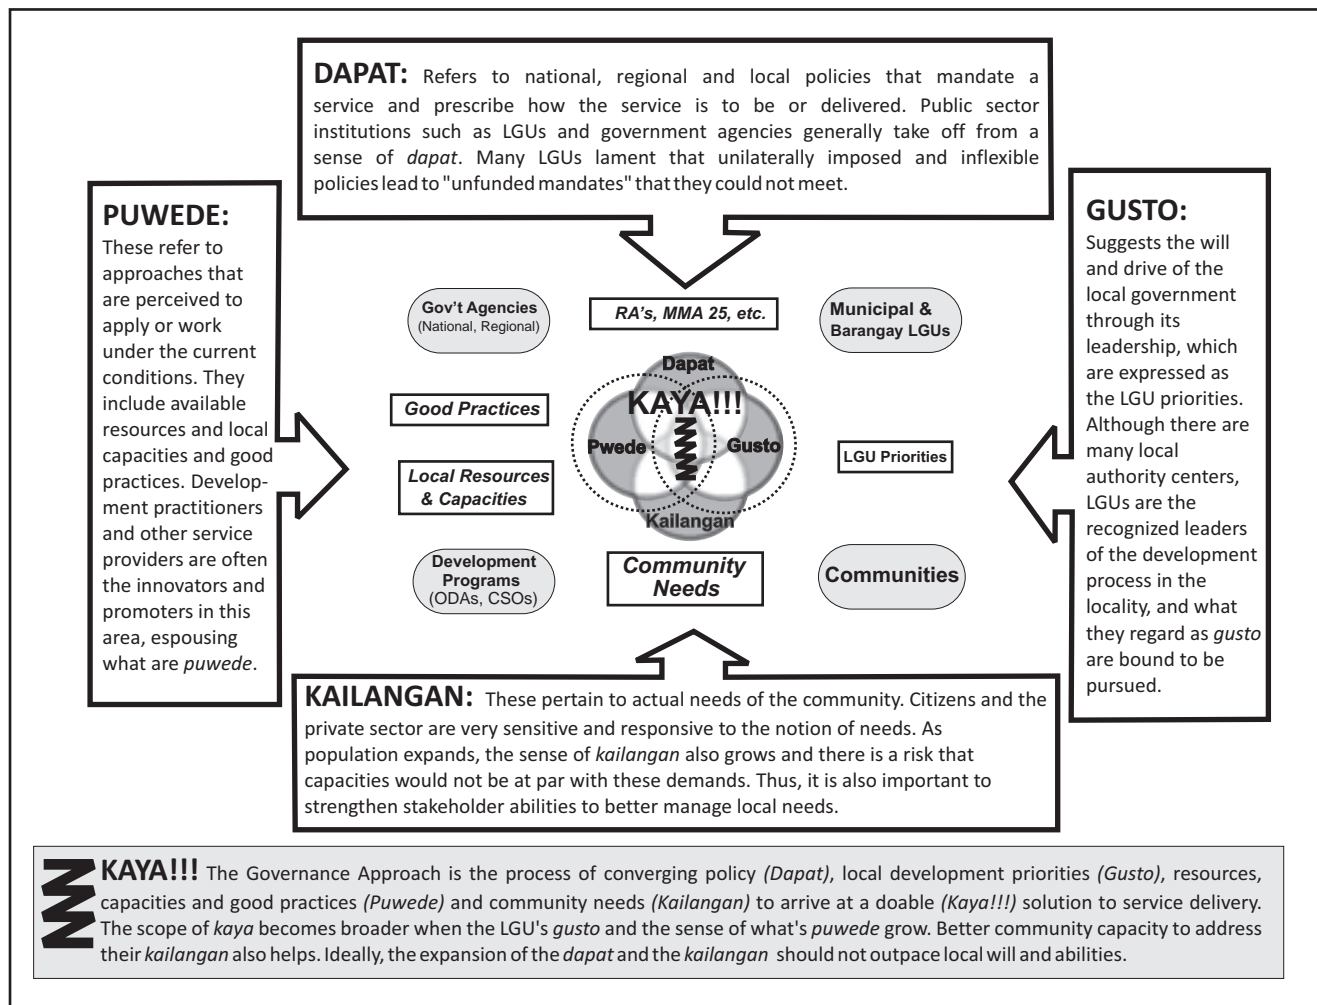 DAPAT: Refers to national, regional and local policies that mandate a
service and prescribe how the service is to be or delivered. Public sector
institutions such as LGUs and government agencies generally take off from a
sense of dapat. Many LGUs lament that unilaterally imposed and inflexible
policies lead to "unfunded mandates" that they could not meet.
PUWEDE:
These refer to
approaches that
are perceived to
apply or work
under the current
conditions. They
include available
resources and local
capacities and good
practices. Develop-
ment practitioners
and other service
providers are often
the innovators and
promoters in this
area, espousing
what are puwede.
Gov't Agencies
(National, Regional)
RA's, MMA 25, etc.
Municipal &
Barangay LGUs
Good Practices
Local Resources
& Capacities
Dapat
KAYA!!!
Pwede
Gusto
Kailangan
LGU Priorities
Development
Programs
(ODAs, CSOs)
Community
Needs
Communities
GUSTO:
Suggests the will
and drive of the
local government
through its
leadership, which
are expressed as
the LGU priorities.
Although there are
many local
authority centers,
LGUs are the
recognized leaders
of the development
process in the
locality, and what
they regard as gusto
are bound to be
pursued.
KAILANGAN: These pertain to actual needs of the community. Citizens and the
private sector are very sensitive and responsive to the notion of needs. As
population expands, the sense of kailangan also grows and there is a risk that
capacities would not be at par with these demands. Thus, it is also important to
strengthen stakeholder abilities to better manage local needs.
KAYA!!! The Governance Approach is the process of converging policy (Dapat), local development priorities (Gusto), resources,
capacities and good practices (Puwede) and community needs (Kailangan) to arrive at a doable (Kaya!!!) solution to service delivery.
The scope of kaya becomes broader when the LGU's gusto and the sense of what's puwede grow. Better community capacity to address
their kailangan also helps. Ideally, the expansion of the dapat and the kailangan should not outpace local will and abilities.